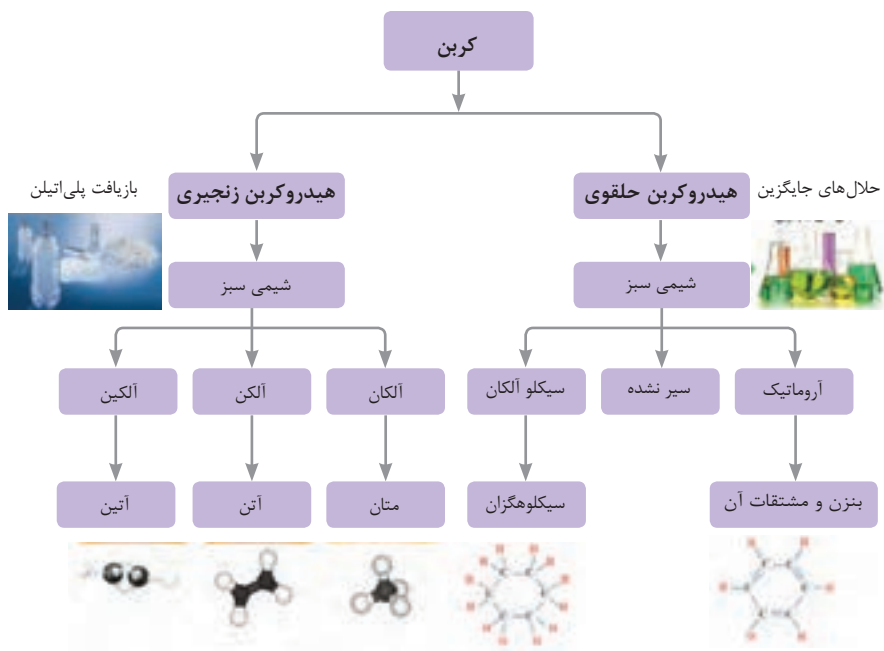 کربن
هیدروکربن حلقوی
هیدروکربن زنجیری
حلال‌های جایگزین
بازیافت پلی‌اتیلن
شیمی سبز
شیمی سبز
آروماتیک
سیر نشده
سیکلو آلکان
آلکان
آلکن
آلکین
بنزن و مشتقات آن
سیکلوهگزان
متان
آتن
آتین